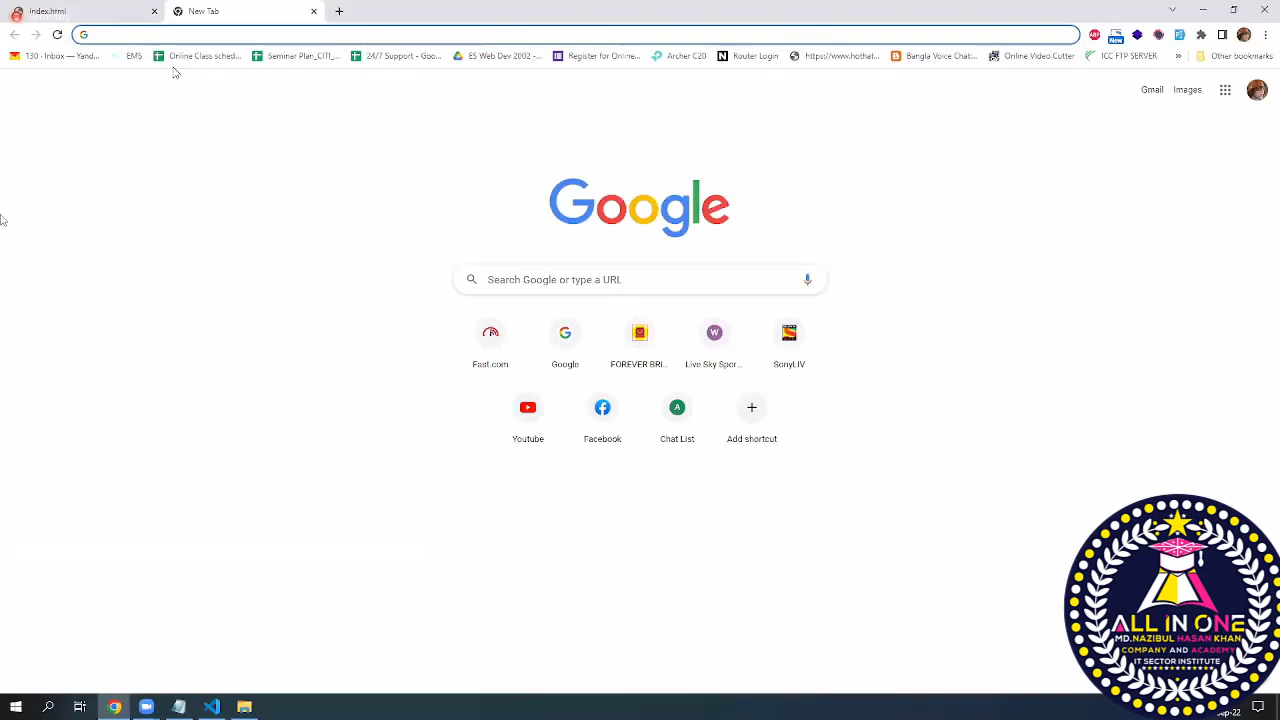 index.html
Recording
New Tab
130 · Inbox — Yand...
EMS
Online Class sched...
Seminar Plan_CITI_...
24/7 Support - Goo...
ES Web Dev 2002 -...
Register for Online...
Archer C20
Router Login
https://www.hothat...
Bangla Voice Chat:...
Online Video Cutter
ICC FTP SERVER
»
Other bookmarks
ABP
New
Gmail
Images
Google
Search Google or type a URL
Fast.com
Google
FOREVER BRI...
Live Sky Spor...
SonyLIV
Youtube
Facebook
Chat List
Add shortcut
ALL IN ONE
MD.NAZIBUL HASAN KHAN
COMPANY AND ACADEMY
IT SECTOR INSTITUTE